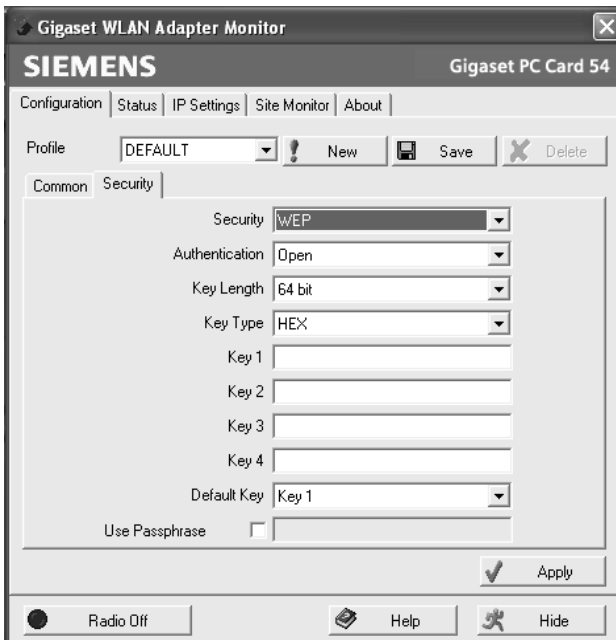 Gigaset WLAN Adapter Monitor
SIEMENS Gigaset PC Card 54
Configuration Status IP Settings Site Monitor About
Profile DEFAULT New Save Delete
Common Security
Security WEP
Authentication Open
Key Length 64 bit
Key Type HEX
Key 1
Key 2
Key 3
Key 4
Default Key Key 1
Use Passphrase
Apply
Radio Off Help Hide